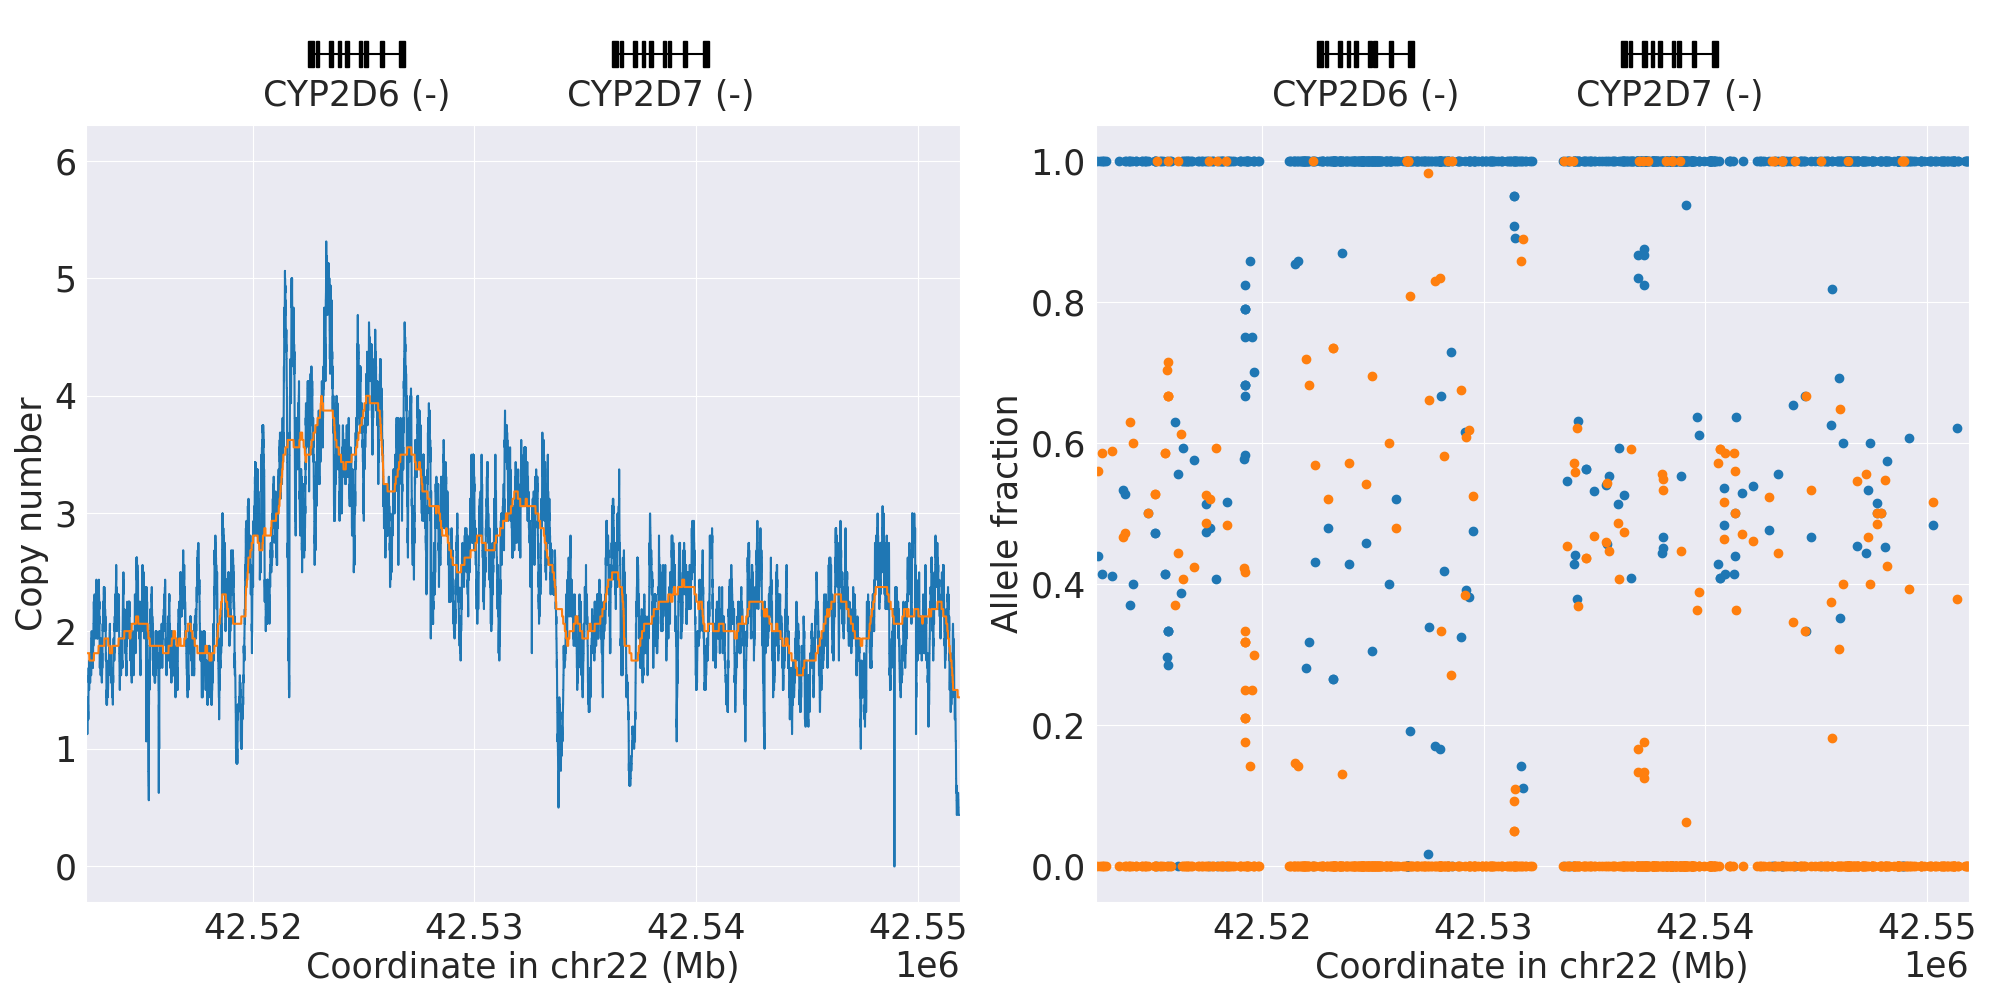 CYP2D6 (-) CYP2D7 (-)
CYP2D6 (-) CYP2D7 (-)
Copy number
6
5
4
3
2
1
0
42.52 42.53 42.54 42.55
Coordinate in chr22 (Mb) 1e6
Allele fraction
1.0
0.8
0.6
0.4
0.2
0.0
42.52 42.53 42.54 42.55
Coordinate in chr22 (Mb) 1e6